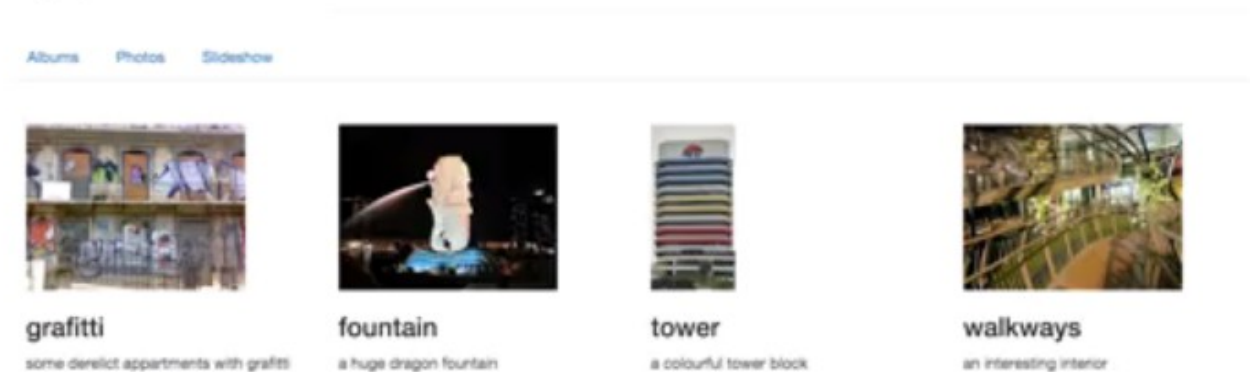 Albums Photos Slideshow
grafitti fountain tower walkways
some derelict appartments with grafitti a huge dragon fountain a colourful tower block an interesting interior